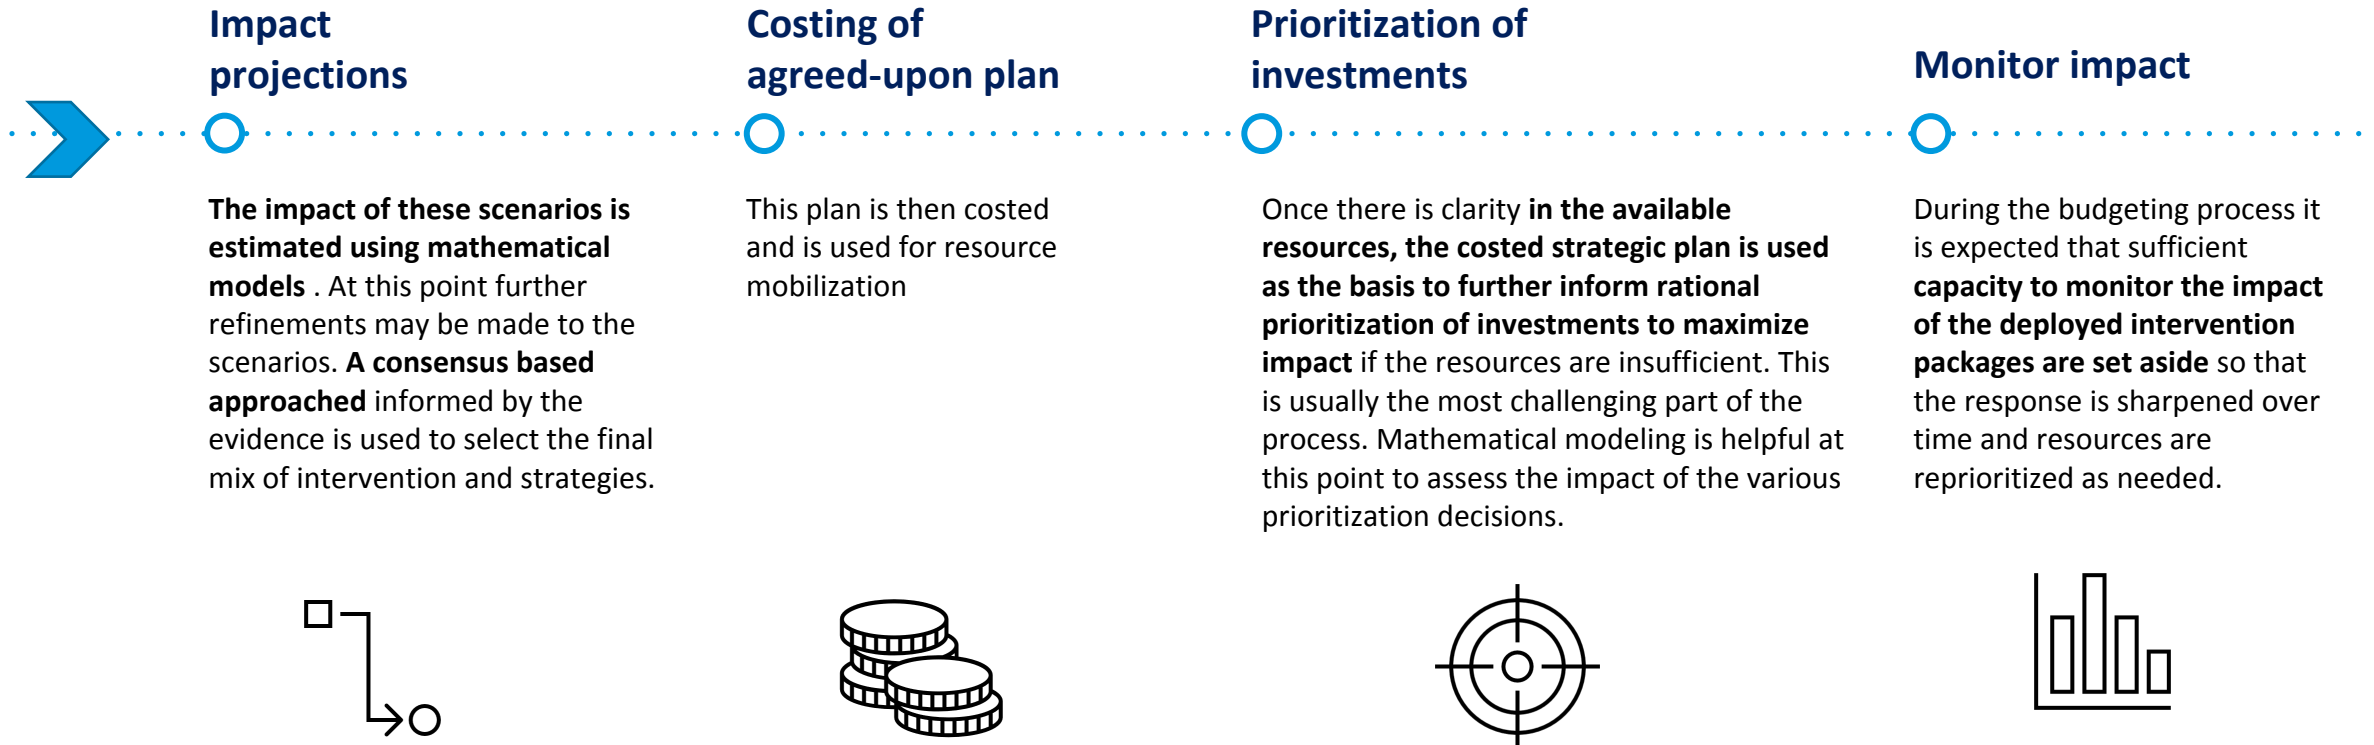 Impact
projections
The impact of these scenarios is
estimated using mathematical
models . At this point further
refinements may be made to the
scenarios. A consensus based
approached informed by the
evidence is used to select the final
mix of intervention and strategies.
Costing of
agreed-upon plan
This plan is then costed
and is used for resource
mobilization
Prioritization of
investments
Once there is clarity in the available
resources, the costed strategic plan is used
as the basis to further inform rational
prioritization of investments to maximize
impact if the resources are insufficient. This
is usually the most challenging part of the
process. Mathematical modeling is helpful at
this point to assess the impact of the various
prioritization decisions.
Monitor impact
During the budgeting process it
is expected that sufficient
capacity to monitor the impact
of the deployed intervention
packages are set aside so that
the response is sharpened over
time and resources are
reprioritized as needed.